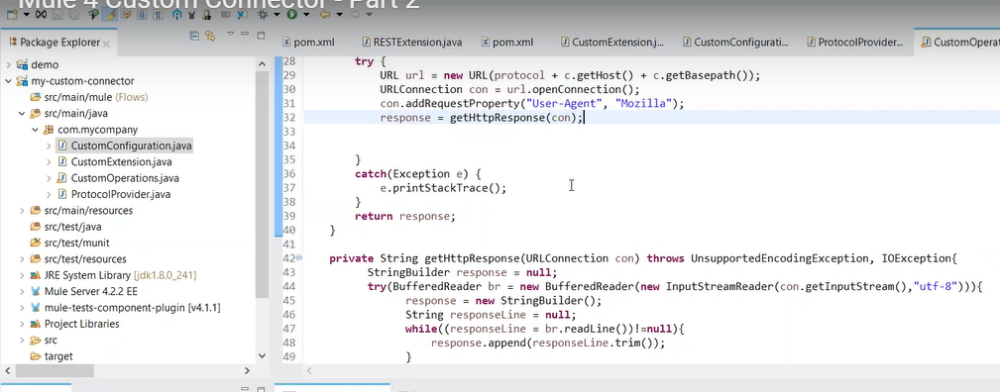 Mule 4 Custom Connector - Part 2
Package Explorer
pom.xml
RESTExtension.java
pom.xml
CustomExtension.j...
CustomConfigurati...
ProtocolProvider...
CustomOperat
demo
my-custom-connector
src/main/mule (Flows)
src/main/java
com.mycompany
CustomConfiguration.java
CustomExtension.java
CustomOperations.java
ProtocolProvider.java
src/main/resources
src/test/java
src/test/munit
src/test/resources
JRE System Library [jdk1.8.0_241]
Mule Server 4.2.2 EE
mule-tests-component-plugin [v4.1.1]
Project Libraries
src
target
28 try {
29 URL url = new URL(protocol + c.getHost() + c.getBasepath());
30 URLConnection con = url.openConnection();
31 con.addRequestProperty("User-Agent", "Mozilla");
32 response = getHttpResponse(con);
33
34
35 }
36 catch(Exception e) {
37 e.printStackTrace();
38 }
39 return response;
40 }
41
42 private String getHttpResponse(URLConnection con) throws UnsupportedEncodingException, IOException{
43 StringBuilder response = null;
44 try(BufferedReader br = new BufferedReader(new InputStreamReader(con.getInputStream(),"utf-8"))){
45 response = new StringBuilder();
46 String responseLine = null;
47 while((responseLine = br.readLine())!=null){
48 response.append(responseLine.trim());
49 }